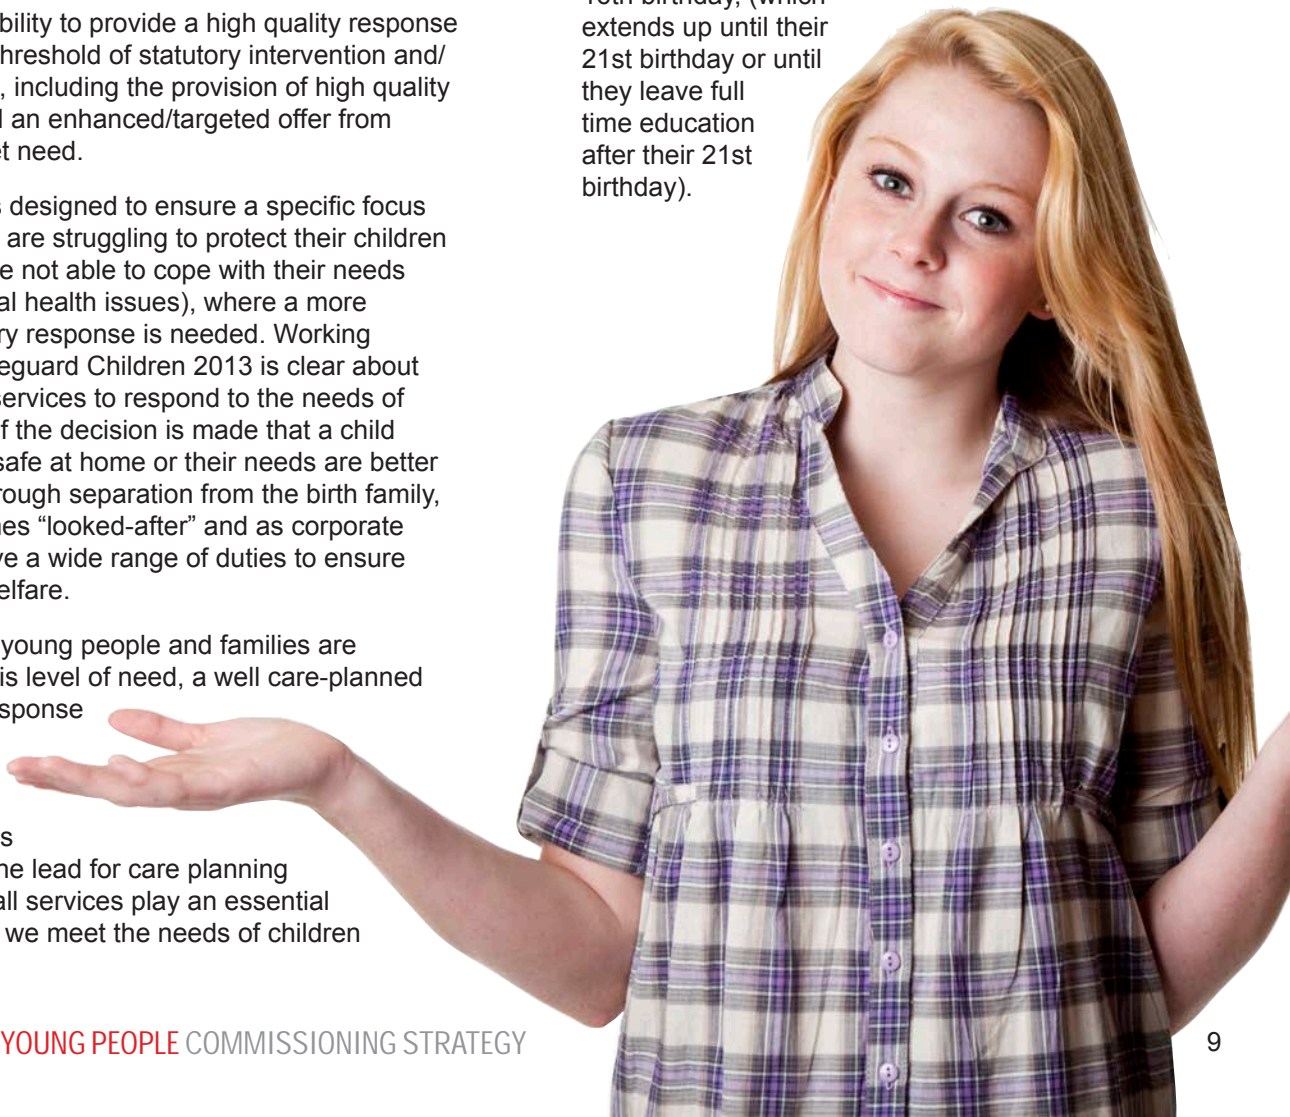 bility to provide a high quality response
hreshold of statutory intervention and/
, including the provision of high quality
l an enhanced/targeted offer from
et need.
s designed to ensure a specific focus
are struggling to protect their children
e not able to cope with their needs
al health issues), where a more
ry response is needed. Working
eguard Children 2013 is clear about
services to respond to the needs of
f the decision is made that a child
safe at home or their needs are better
rough separation from the birth family,
nes “looked-after” and as corporate
ve a wide range of duties to ensure
elfare.
young people and families are
is level of need, a well care-planned
sponse
s
ne lead for care planning
all services play an essential
we meet the needs of children
birthday, (which
extends up until their
21st birthday or until
they leave full
time education
after their 21st
birthday).
YOUNG PEOPLE COMMISSIONING STRATEGY
9